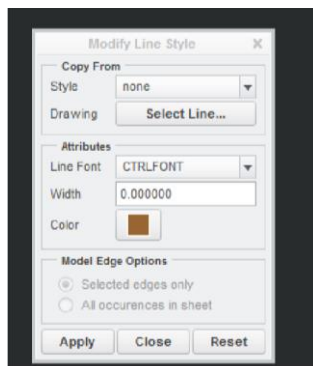 Modify Line Style
Copy From
Style none
Drawing Select Line...
Attributes
Line Font CTRLFONT
Width 0.000000
Color
Model Edge Options
Selected edges only
All occurences in sheet
Apply Close Reset